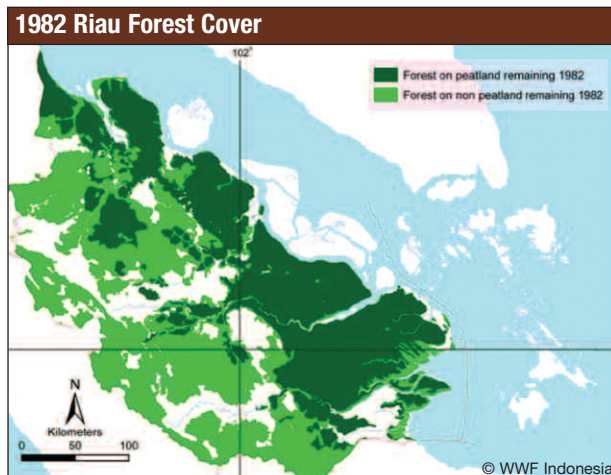 1982 Riau Forest Cover
102°
Forest on peatland remaining 1982
Forest on non peatland remaining 1982
N
Kilometers
0 50 100
© WWF Indonesia